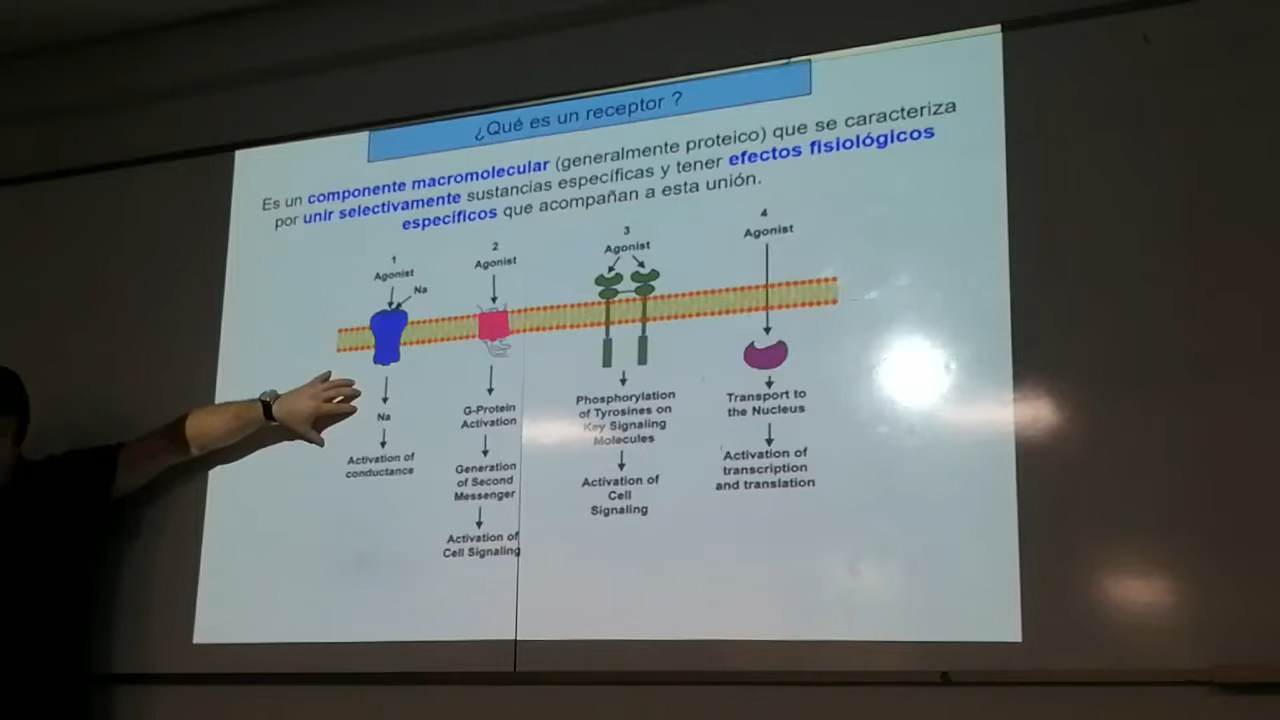 ¿Qué es un receptor ?
Es un componente macromolecular (generalmente proteico) que se caracteriza
por unir selectivamente sustancias específicas y tener efectos fisiológicos
específicos que acompañan a esta unión.
1
Agonist
Na
Na
Activation of
conductance
2
Agonist
G-Protein
Activation
Generation
of Second
Messenger
Activation of
Cell Signaling
3
Agonist
Phosphorylation
of Tyrosines on
Key Signaling
Molecules
Activation of
Cell
Signaling
4
Agonist
Transport to
the Nucleus
Activation of
transcription
and translation